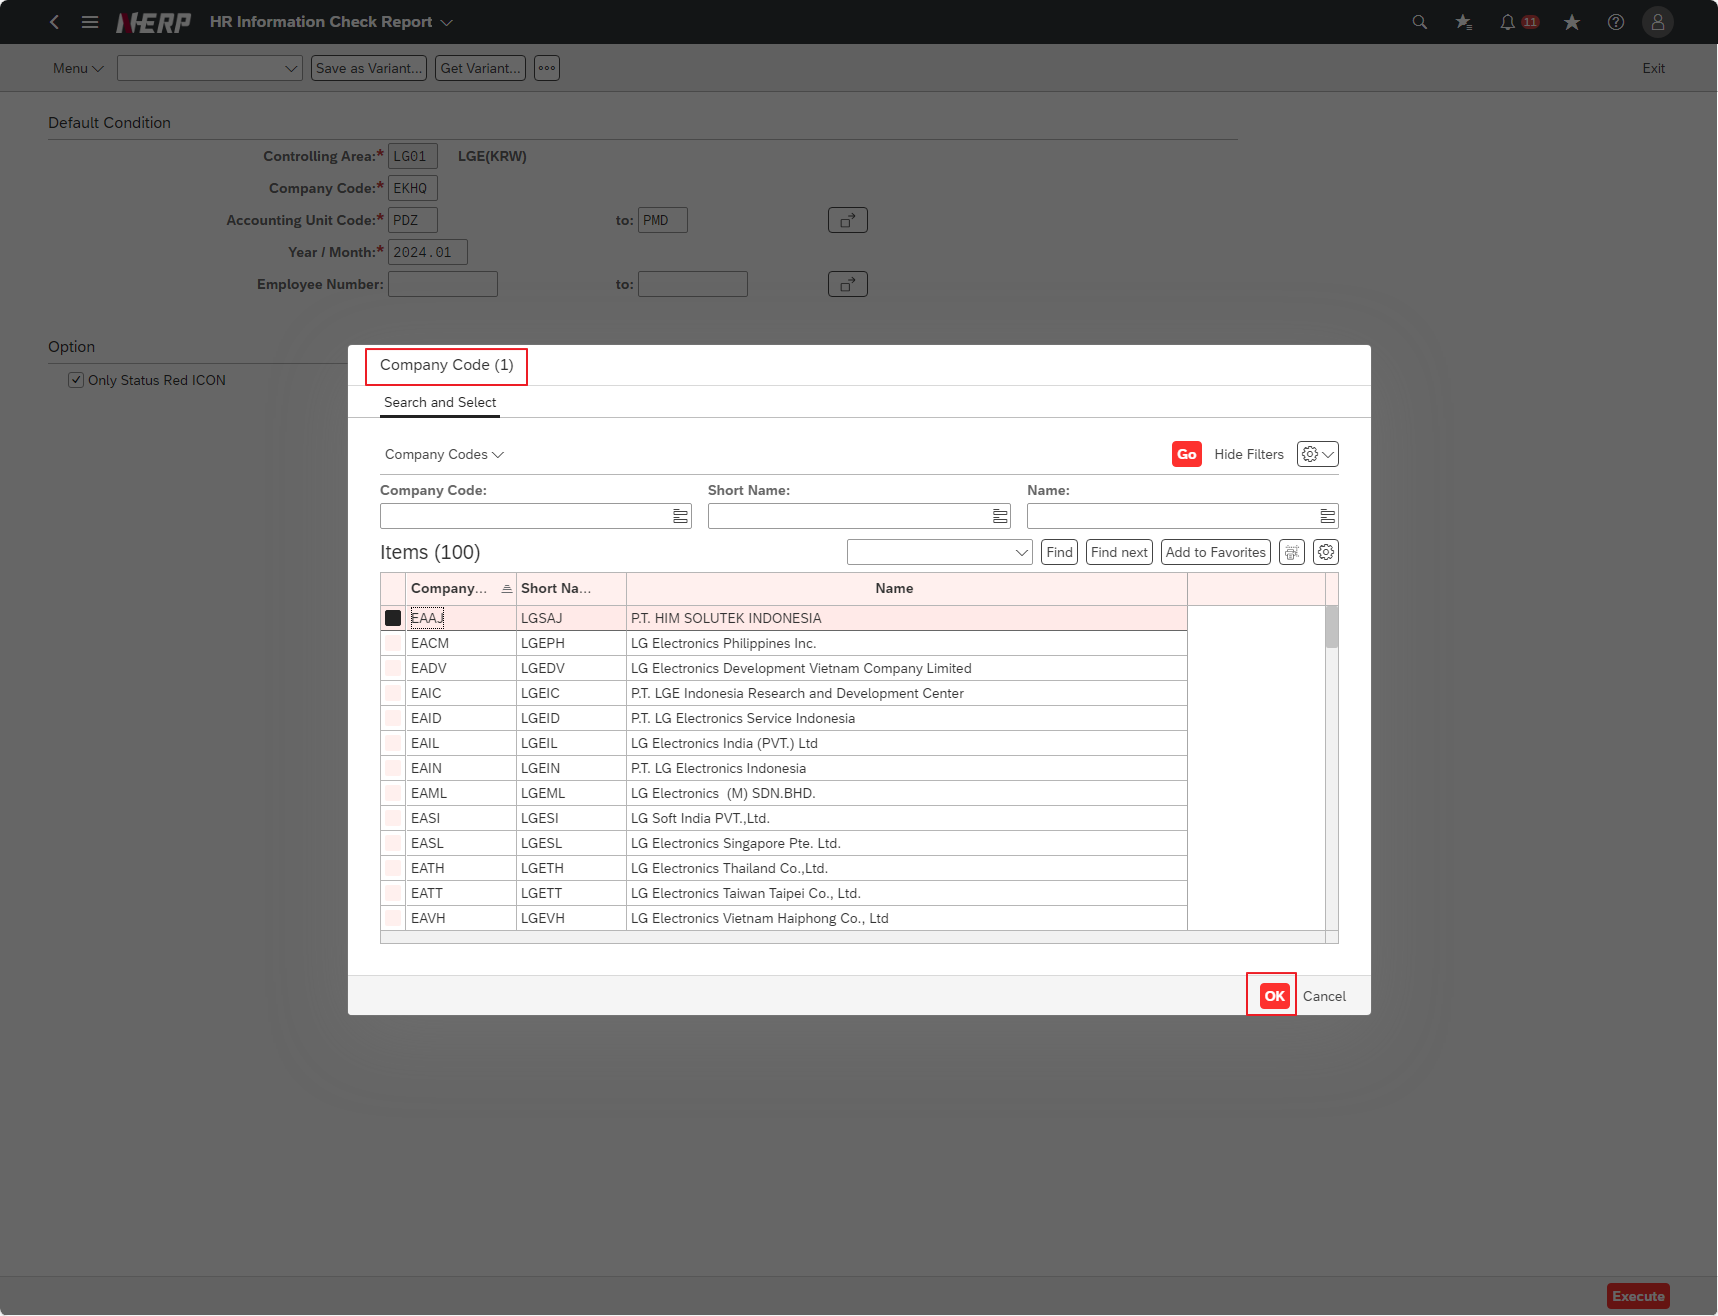 NERP HR Information Check Report 11
Menu Save as Variant... Get Variant... Exit
Default Condition
Controlling Area:* LG01 LGE(KRW)
Company Code:* EKHQ
Accounting Unit Code:* PDZ to: PMD
Year / Month:* 2024.01
Employee Number: to:
Option
Only Status Red ICON
Company Code (1)
Search and Select
Company Codes Go Hide Filters
Company Code: Short Name: Name:
Items (100) Find Find next Add to Favorites
Company... Short Na... Name
EAAJ LGSAJ P.T. HIM SOLUTEK INDONESIA
EACM LGEPH LG Electronics Philippines Inc.
EADV LGEDV LG Electronics Development Vietnam Company Limited
EAIC LGEIC P.T. LGE Indonesia Research and Development Center
EAID LGEID P.T. LG Electronics Service Indonesia
EAIL LGEIL LG Electronics India (PVT.) Ltd
EAIN LGEIN P.T. LG Electronics Indonesia
EAML LGEML LG Electronics  (M) SDN.BHD.
EASI LGESI LG Soft India PVT.,Ltd.
EASL LGESL LG Electronics Singapore Pte. Ltd.
EATH LGETH LG Electronics Thailand Co.,Ltd.
EATT LGETT LG Electronics Taiwan Taipei Co., Ltd.
EAVH LGEVH LG Electronics Vietnam Haiphong Co., Ltd
OK Cancel
Execute